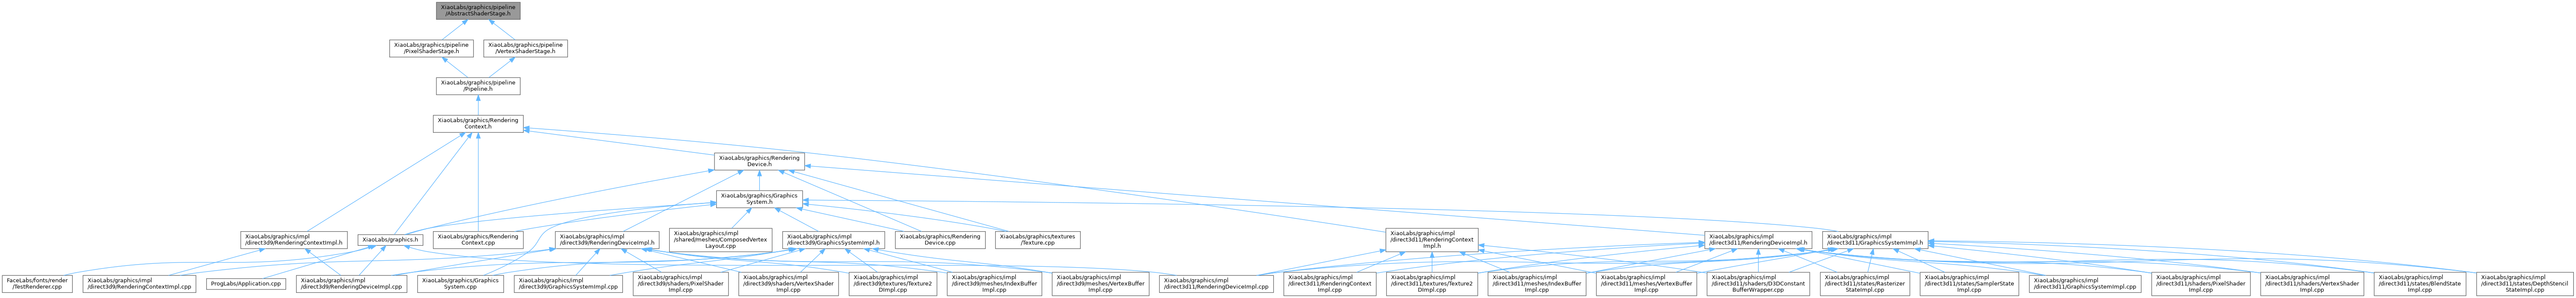 XiaoLabs/graphics/pipeline
/AbstractShaderStage.h
XiaoLabs/graphics/pipeline
/PixelShaderStage.h
XiaoLabs/graphics/pipeline
/VertexShaderStage.h
XiaoLabs/graphics/pipeline
/Pipeline.h
XiaoLabs/graphics/Rendering
Context.h
XiaoLabs/graphics/Rendering
Device.h
XiaoLabs/graphics/Graphics
System.h
XiaoLabs/graphics/impl
/direct3d9/RenderingContextImpl.h
XiaoLabs/graphics.h
XiaoLabs/graphics/Rendering
Context.cpp
XiaoLabs/graphics/impl
/direct3d9/RenderingDeviceImpl.h
XiaoLabs/graphics/impl
/shared/meshes/ComposedVertex
Layout.cpp
XiaoLabs/graphics/impl
/direct3d9/GraphicsSystemImpl.h
XiaoLabs/graphics/Rendering
Device.cpp
XiaoLabs/graphics/textures
/Texture.cpp
XiaoLabs/graphics/impl
/direct3d11/RenderingContext
Impl.h
XiaoLabs/graphics/impl
/direct3d11/RenderingDeviceImpl.h
XiaoLabs/graphics/impl
/direct3d11/GraphicsSystemImpl.h
FaceLabs/fonts/render
/TestRenderer.cpp
XiaoLabs/graphics/impl
/direct3d9/RenderingContextImpl.cpp
ProgLabs/Application.cpp
XiaoLabs/graphics/impl
/direct3d9/RenderingDeviceImpl.cpp
XiaoLabs/graphics/Graphics
System.cpp
XiaoLabs/graphics/impl
/direct3d9/GraphicsSystemImpl.cpp
XiaoLabs/graphics/impl
/direct3d9/shaders/PixelShader
Impl.cpp
XiaoLabs/graphics/impl
/direct3d9/shaders/VertexShader
Impl.cpp
XiaoLabs/graphics/impl
/direct3d9/textures/Texture2
DImpl.cpp
XiaoLabs/graphics/impl
/direct3d9/meshes/IndexBuffer
Impl.cpp
XiaoLabs/graphics/impl
/direct3d9/meshes/VertexBuffer
Impl.cpp
XiaoLabs/graphics/impl
/direct3d11/RenderingDeviceImpl.cpp
XiaoLabs/graphics/impl
/direct3d11/RenderingContext
Impl.cpp
XiaoLabs/graphics/impl
/direct3d11/textures/Texture2
DImpl.cpp
XiaoLabs/graphics/impl
/direct3d11/meshes/IndexBuffer
Impl.cpp
XiaoLabs/graphics/impl
/direct3d11/meshes/VertexBuffer
Impl.cpp
XiaoLabs/graphics/impl
/direct3d11/shaders/D3DConstant
BufferWrapper.cpp
XiaoLabs/graphics/impl
/direct3d11/states/Rasterizer
StateImpl.cpp
XiaoLabs/graphics/impl
/direct3d11/states/SamplerState
Impl.cpp
XiaoLabs/graphics/impl
/direct3d11/GraphicsSystemImpl.cpp
XiaoLabs/graphics/impl
/direct3d11/shaders/PixelShader
Impl.cpp
XiaoLabs/graphics/impl
/direct3d11/shaders/VertexShader
Impl.cpp
XiaoLabs/graphics/impl
/direct3d11/states/BlendState
Impl.cpp
XiaoLabs/graphics/impl
/direct3d11/states/DepthStencil
StateImpl.cpp